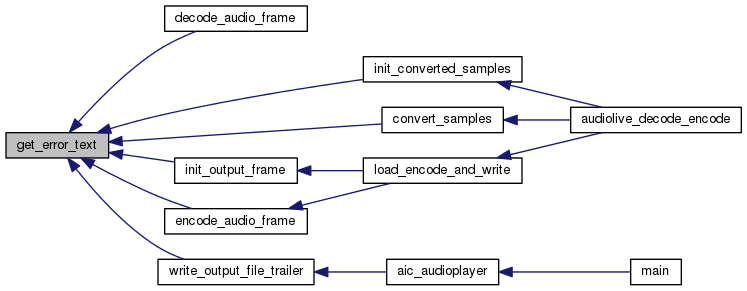 decode_audio_frame
init_converted_samples
convert_samples
audiolive_decode_encode
get_error_text
init_output_frame
load_encode_and_write
encode_audio_frame
write_output_file_trailer
aic_audioplayer
main